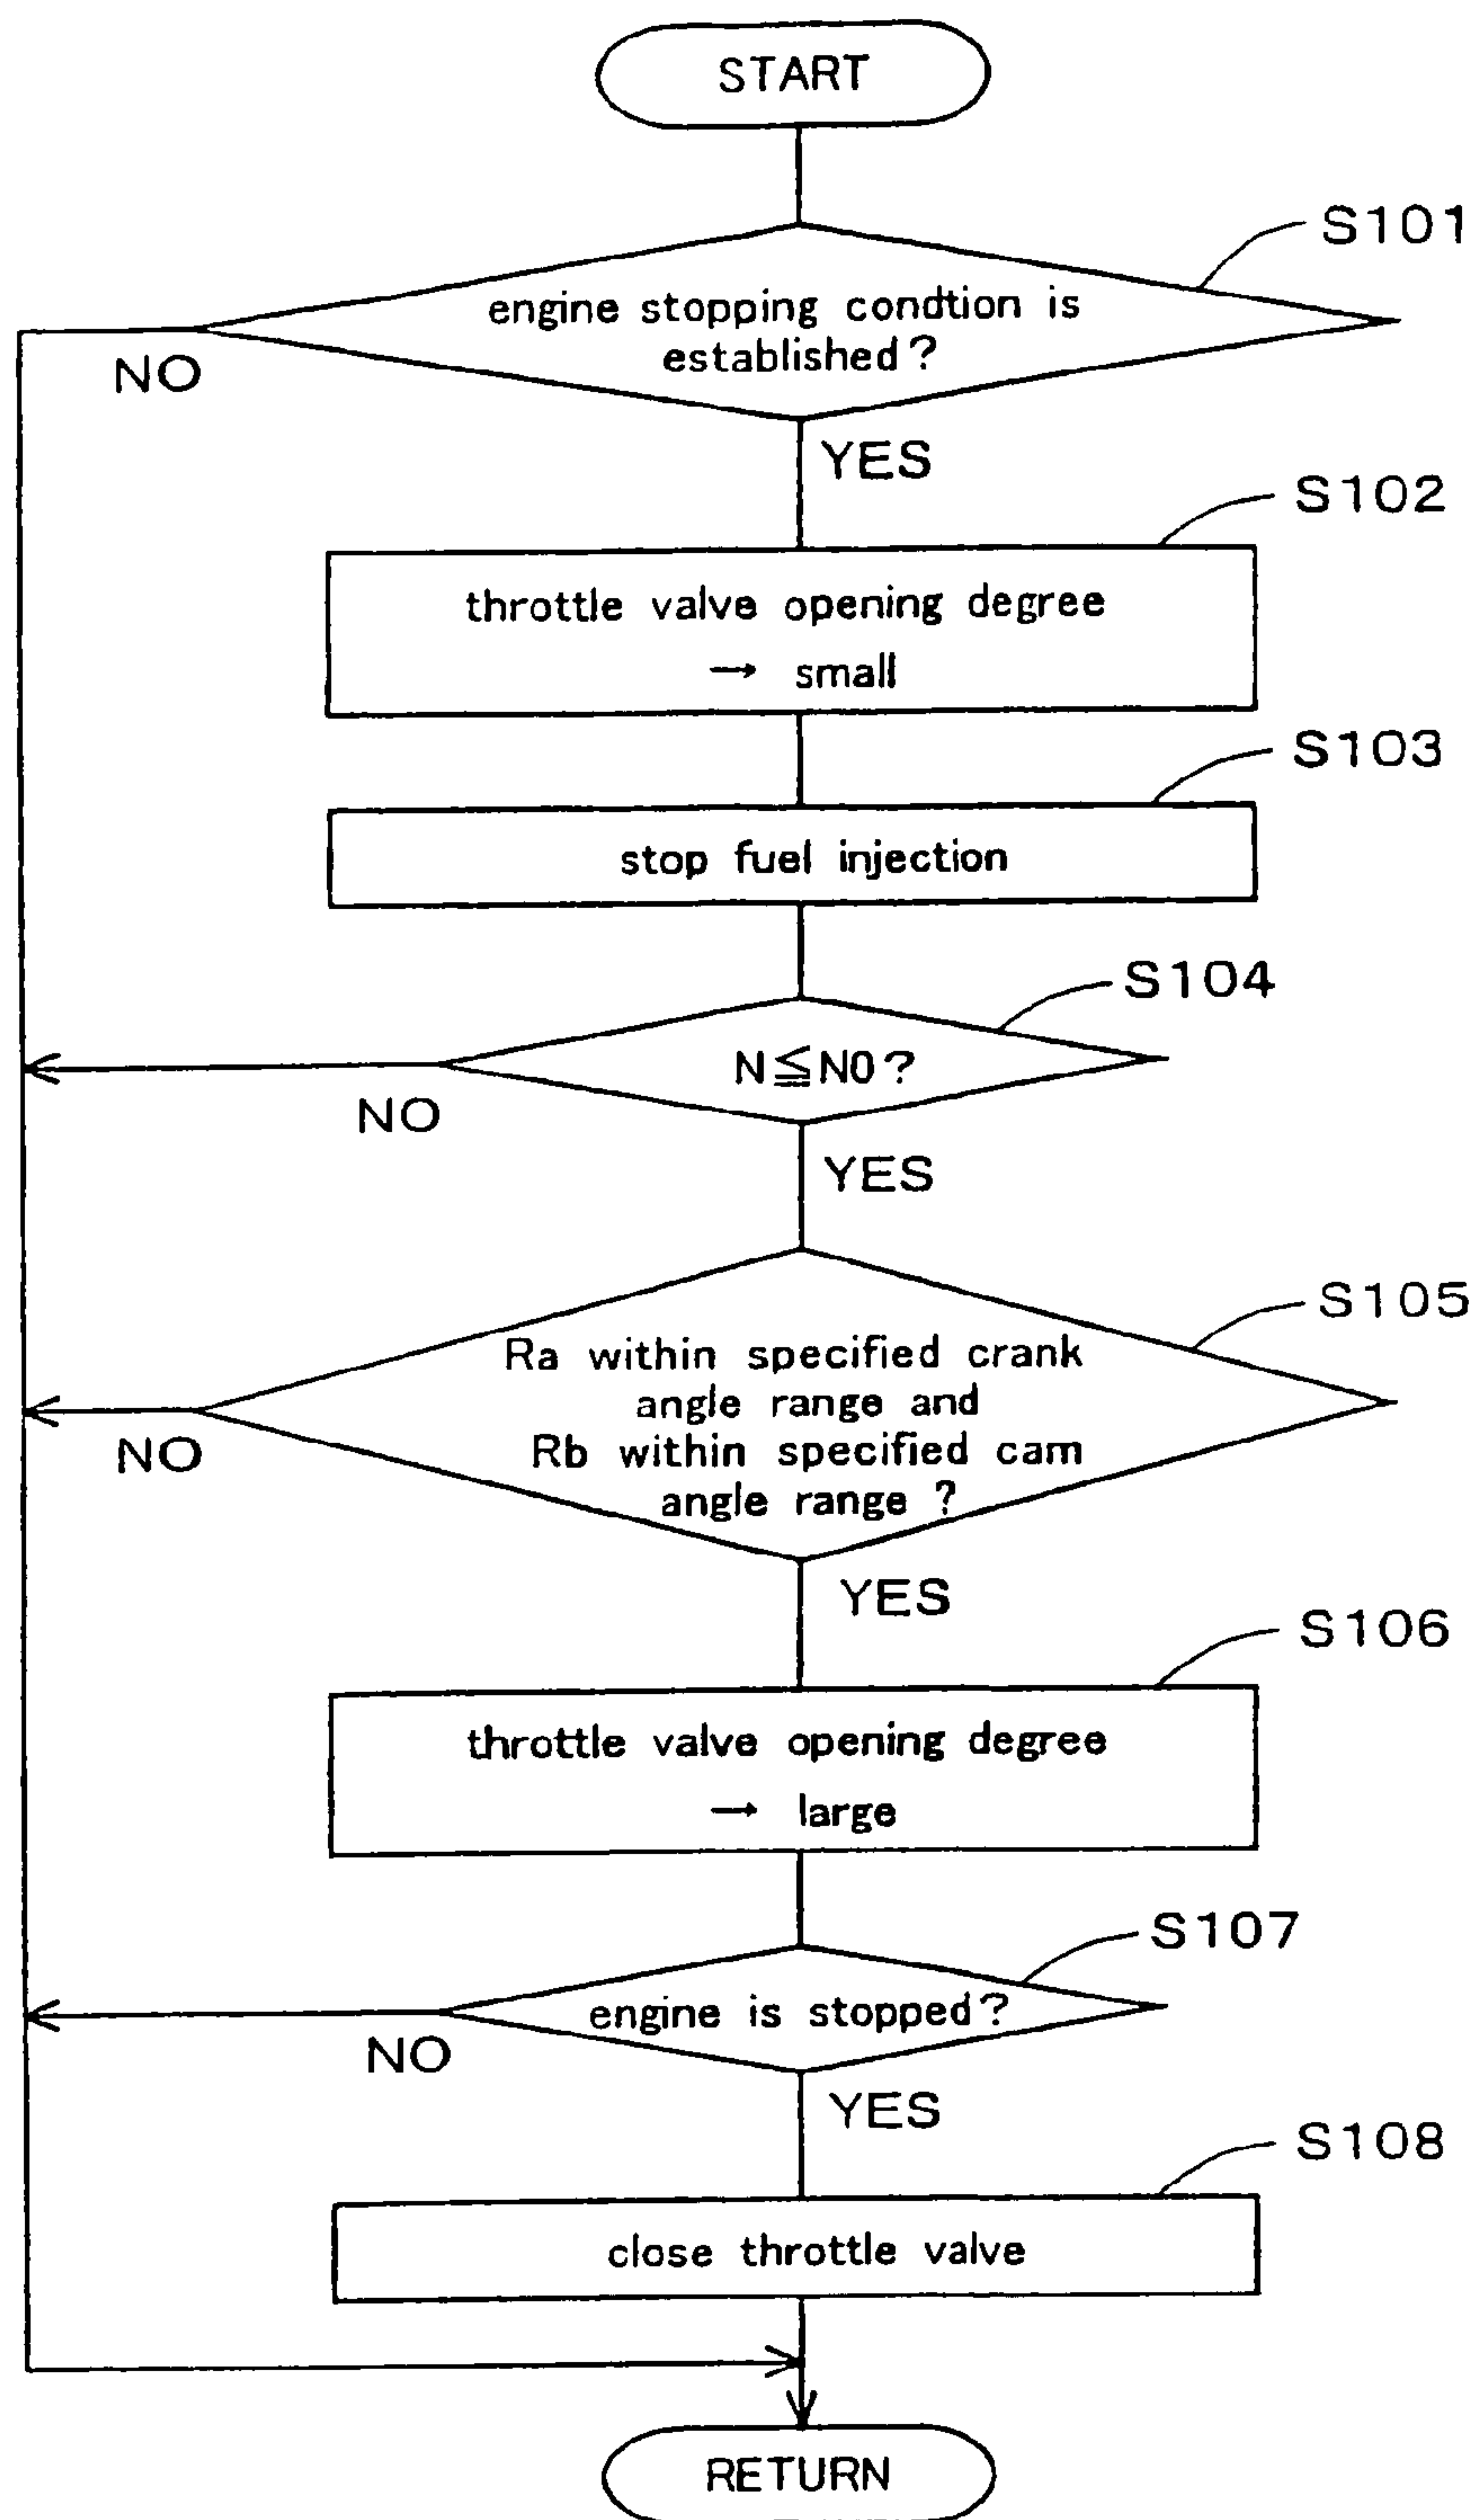 START
S101
engine stopping condtion is
established?
NO
YES
S102
throttle valve opening degree
→ small
S103
stop fuel injection
S104
N≦N0?
NO
YES
S105
Ra within specified crank
angle range and
Rb within specified cam
angle range ?
NO
YES
S106
throttle valve opening degree
→ large
S107
engine is stopped?
NO
YES
S108
close throttle valve
RETURN